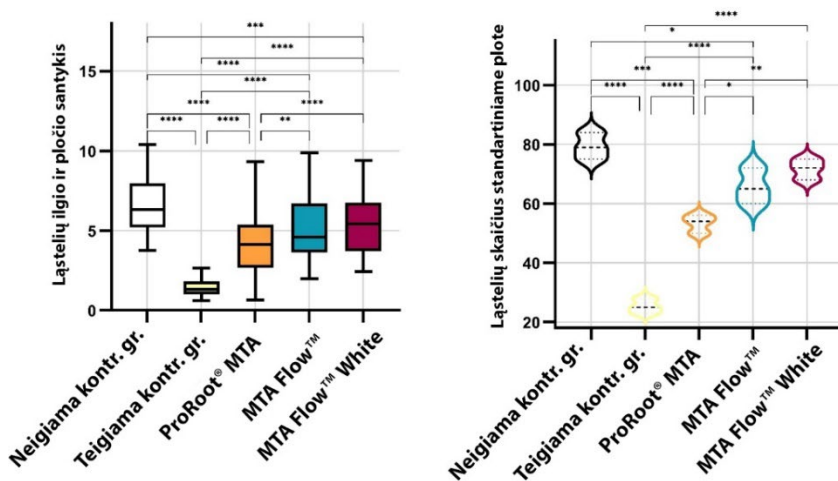 Ląstelių ilgio ir pločio santykis
15
10
5
0
***
****
****
****
****
****
****
****
**
Neigiama kontr. gr.
Teigiama kontr. gr.
ProRoot® MTA
MTA Flow™
MTA Flow™ White
Ląstelių skaičius standartiniame plote
100
80
60
40
20
****
*
****
***
**
****
****
*
Neigiama kontr. gr.
Teigiama kontr. gr.
ProRoot® MTA
MTA Flow™
MTA Flow™ White